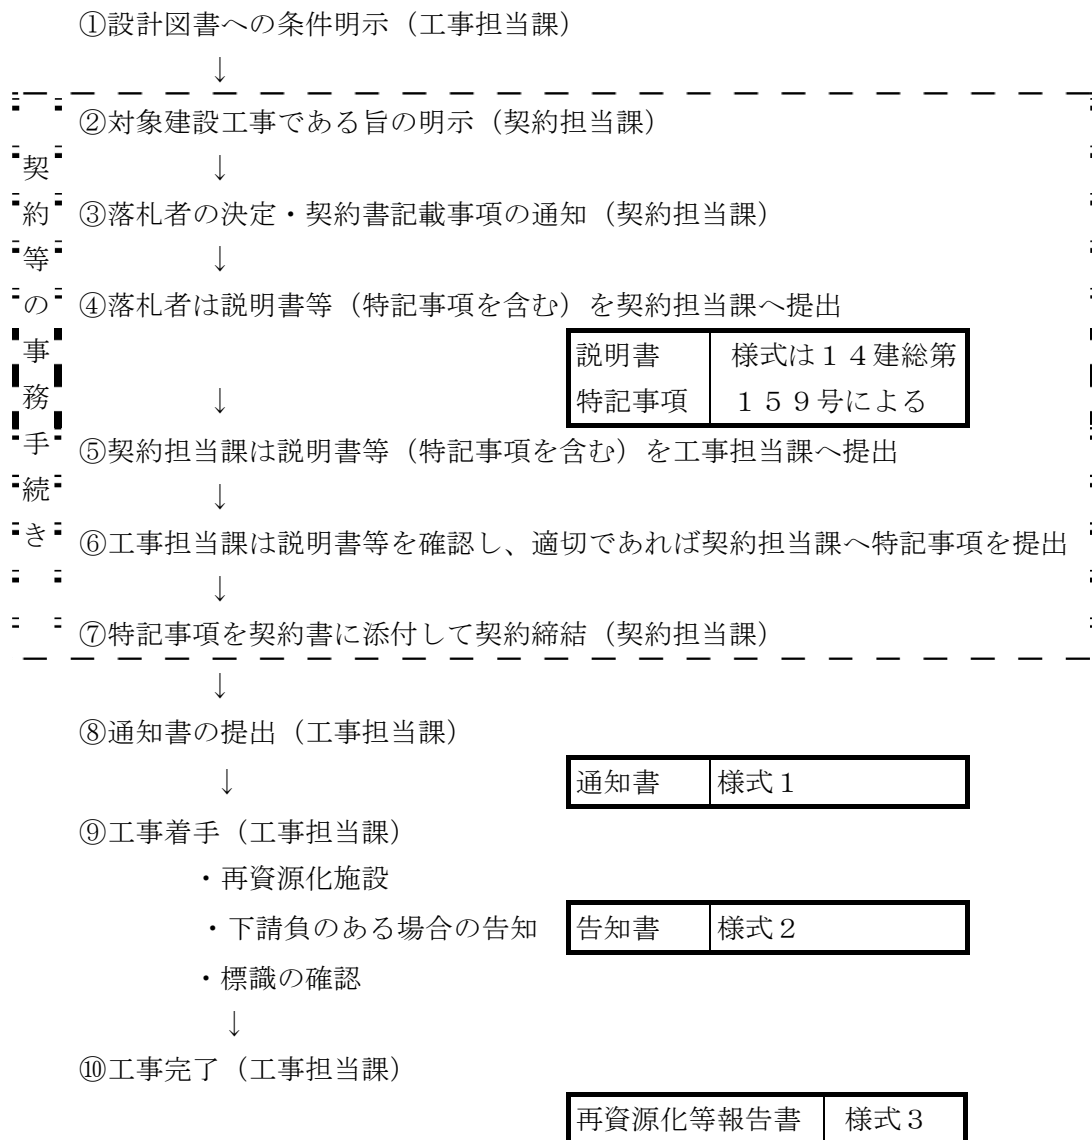 ①設計図書への条件明示（工事担当課）
↓
契約等の事務手続き
②対象建設工事である旨の明示（契約担当課）
↓
③落札者の決定・契約書記載事項の通知（契約担当課）
↓
④落札者は説明書等（特記事項を含む）を契約担当課へ提出
説明書 様式は１４建総第
特記事項 １５９号による
↓
⑤契約担当課は説明書等（特記事項を含む）を工事担当課へ提出
↓
⑥工事担当課は説明書等を確認し、適切であれば契約担当課へ特記事項を提出
↓
⑦特記事項を契約書に添付して契約締結（契約担当課）
↓
⑧通知書の提出（工事担当課）
↓
通知書 様式１
⑨工事着手（工事担当課）
・再資源化施設
・下請負のある場合の告知 告知書 様式２
・標識の確認
↓
⑩工事完了（工事担当課）
再資源化等報告書 様式３